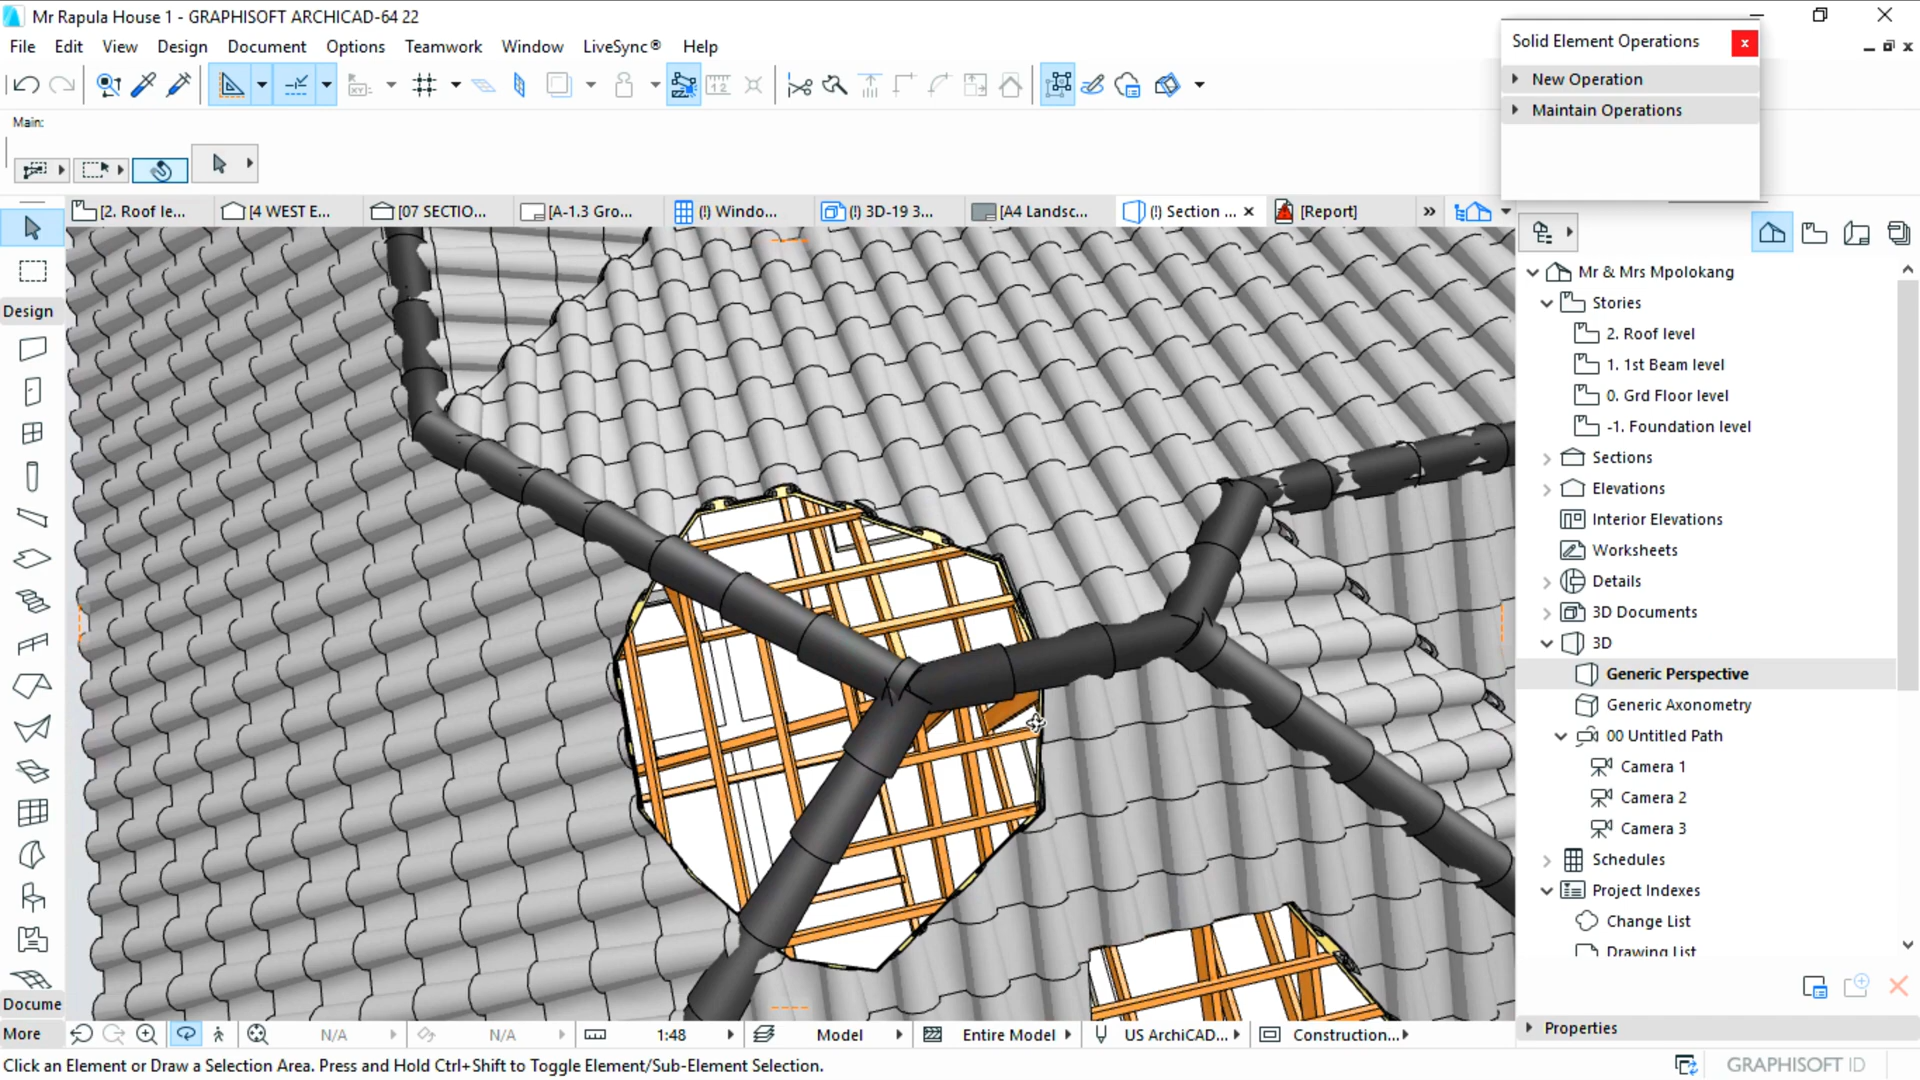 Mr Rapula House 1 - GRAPHISOFT ARCHICAD-64 22
File Edit View Design Document Options Teamwork Window LiveSync® Help
Solid Element Operations
New Operation
Maintain Operations
Main:
[2. Roof le... [4 WEST E... [07 SECTIO... [A-1.3 Gro... (!) Windo... (!) 3D-19 3... [A4 Landsc... (!) Section ... [Report]
Design
Mr & Mrs Mpolokang
Stories
2. Roof level
1. 1st Beam level
0. Grd Floor level
-1. Foundation level
Sections
Elevations
Interior Elevations
Worksheets
Details
3D Documents
3D
Generic Perspective
Generic Axonometry
00 Untitled Path
Camera 1
Camera 2
Camera 3
Schedules
Project Indexes
Change List
Drawing List
Docume
More
N/A N/A 1:48 Model Entire Model US ArchiCAD... Construction...
Properties
Click an Element or Draw a Selection Area. Press and Hold Ctrl+Shift to Toggle Element/Sub-Element Selection.
GRAPHISOFT ID